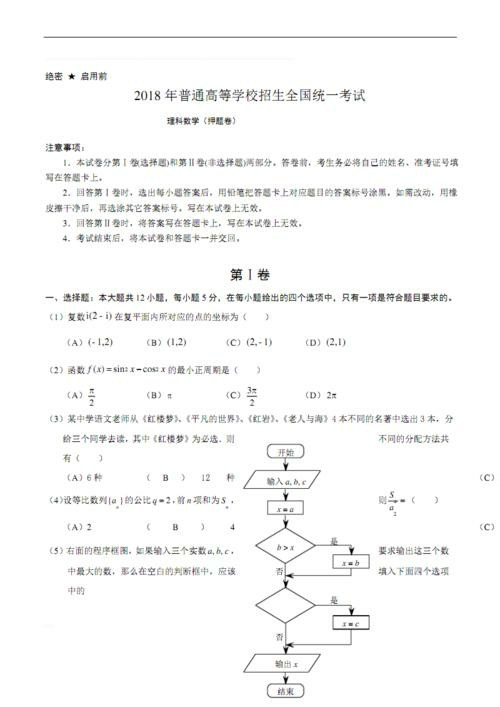 绝密 ★ 启用前
2018 年普通高等学校招生全国统一考试
理科数学（押题卷）
注意事项：
1．本试卷分第Ⅰ卷(选择题)和第Ⅱ卷(非选择题)两部分。答卷前，考生务必将自己的姓名、准考证号填
写在答题卡上。
2．回答第Ⅰ卷时，选出每小题答案后，用铅笔把答题卡上对应题目的答案标号涂黑。如需改动，用橡
皮擦干净后，再选涂其它答案标号。写在本试卷上无效。
3．回答第Ⅱ卷时，将答案写在答题卡上，写在本试卷上无效。
4．考试结束后，将本试卷和答题卡一并交回。
第Ⅰ卷
一、选择题：本大题共12小题，每小题5分，在每小题给出的四个选项中，只有一项是符合题目要求的。
（1）复数 i(2 - i) 在复平面内所对应的点的坐标为（　）
（A）(- 1,2) （B）(1,2) （C）(2, - 1) （D）(2,1)
（2）函数 f (x) = sin2 x − cos2 x 的最小正周期是（　）
（A）π/2 （B）π （C）3π/2 （D）2π
（3）某中学语文老师从《红楼梦》、《平凡的世界》、《红岩》、《老人与海》4 本不同的名著中选出 3 本，分
给三个同学去读，其中《红楼梦》为必选，则 不同的分配方法共
有（　）
（A）6 种 （B）12 种 （C）
（4）设等比数列{a n}的公比 q = 2，前 n 项和为 S n， 则 S/a 2 =（　）
（A）2 （B）4 （C）
（5）右面的程序框图，如果输入三个实数 a, b, c， 要求输出这三个数
中最大的数，那么在空白的判断框中，应该 填入下面四个选项
中的
开始
输入 a, b, c
x = a
b > x
是
x = b
否
是
x = c
否
输出 x
结束